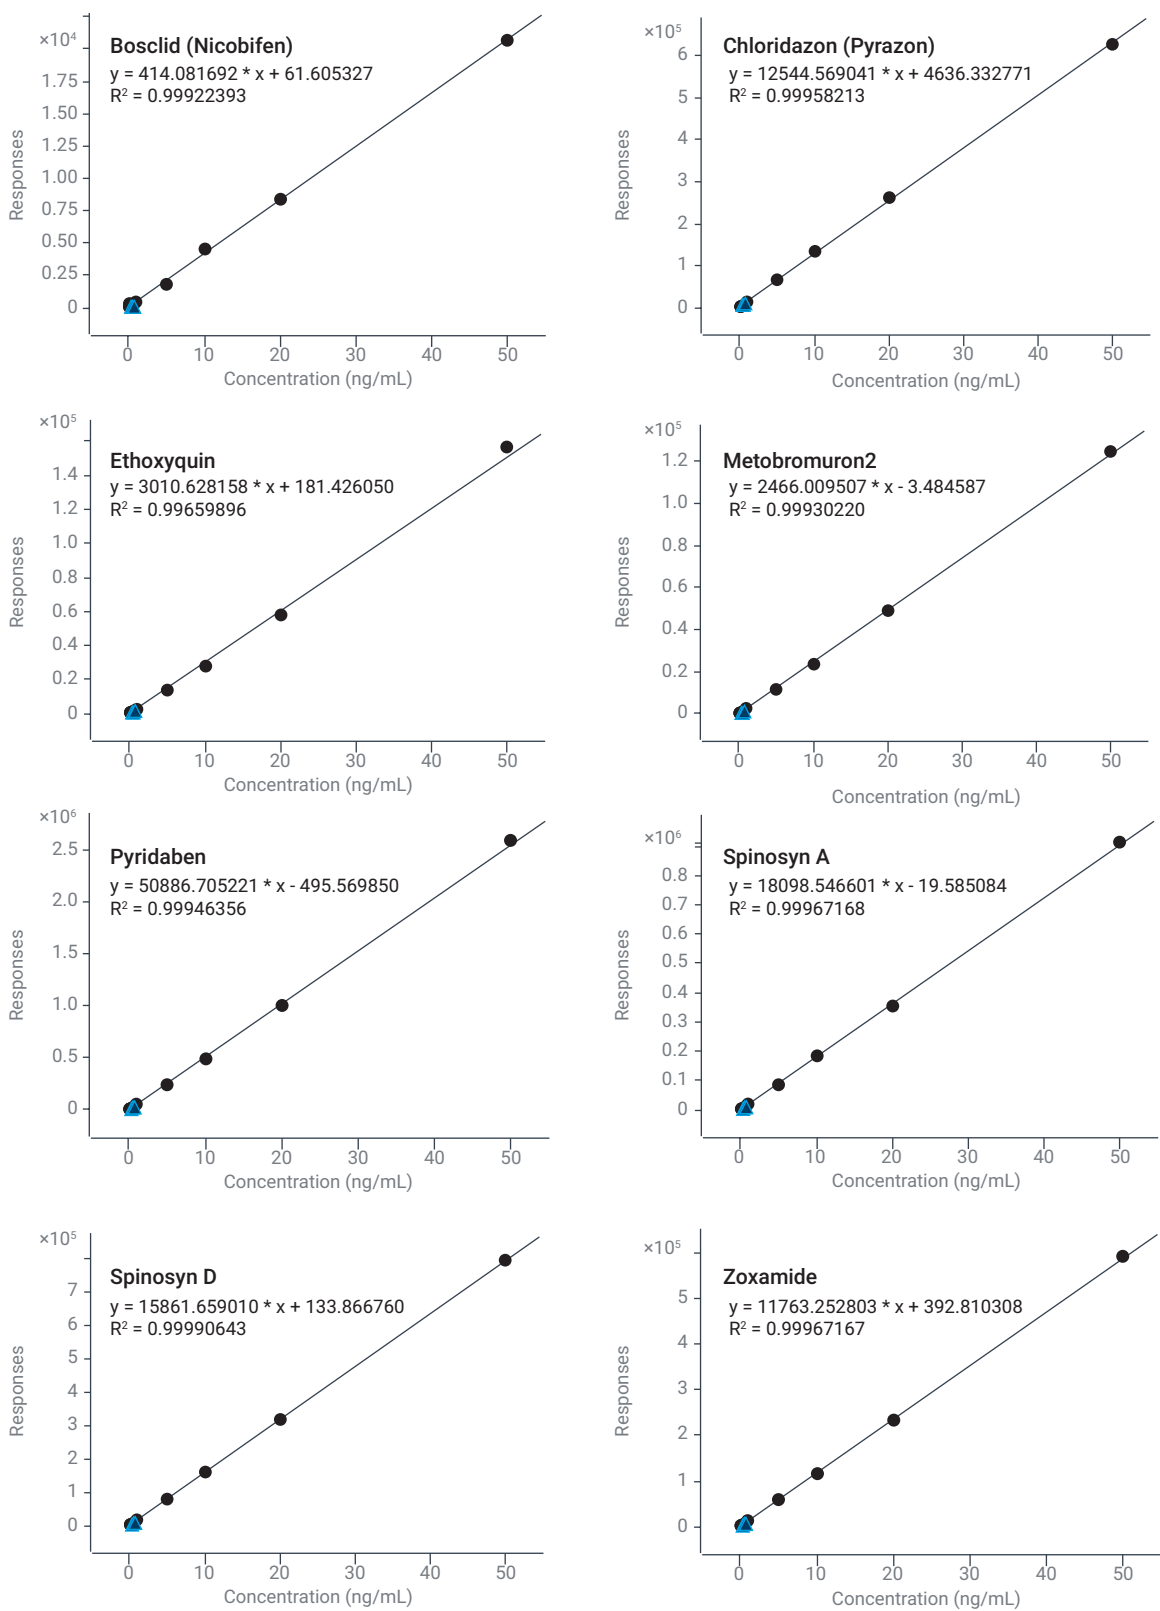 ×10⁴
Bosclid (Nicobifen)
y = 414.081692 * x + 61.605327
R² = 0.99922393
1.75
1.50
1.25
1.00
0.75
0.50
0.25
0
Responses
0 10 20 30 40 50
Concentration (ng/mL)
×10⁵
Chloridazon (Pyrazon)
y = 12544.569041 * x + 4636.332771
R² = 0.99958213
6
5
4
3
2
1
0
Responses
0 10 20 30 40 50
Concentration (ng/mL)
×10⁵
Ethoxyquin
y = 3010.628158 * x + 181.426050
R² = 0.99659896
1.4
1.2
1.0
0.8
0.6
0.4
0.2
0
Responses
0 10 20 30 40 50
Concentration (ng/mL)
×10⁵
Metobromuron2
y = 2466.009507 * x - 3.484587
R² = 0.99930220
1.2
1.0
0.8
0.6
0.4
0.2
0
Responses
0 10 20 30 40 50
Concentration (ng/mL)
×10⁶
Pyridaben
y = 50886.705221 * x - 495.569850
R² = 0.99946356
2.5
2.0
1.5
1.0
0.5
0
Responses
0 10 20 30 40 50
Concentration (ng/mL)
×10⁶
Spinosyn A
y = 18098.546601 * x - 19.585084
R² = 0.99967168
0.8
0.7
0.6
0.5
0.4
0.3
0.2
0.1
0
Responses
0 10 20 30 40 50
Concentration (ng/mL)
×10⁵
Spinosyn D
y = 15861.659010 * x + 133.866760
R² = 0.99990643
7
6
5
4
3
2
1
0
Responses
0 10 20 30 40 50
Concentration (ng/mL)
×10⁵
Zoxamide
y = 11763.252803 * x + 392.810308
R² = 0.99967167
5
4
3
2
1
0
Responses
0 10 20 30 40 50
Concentration (ng/mL)